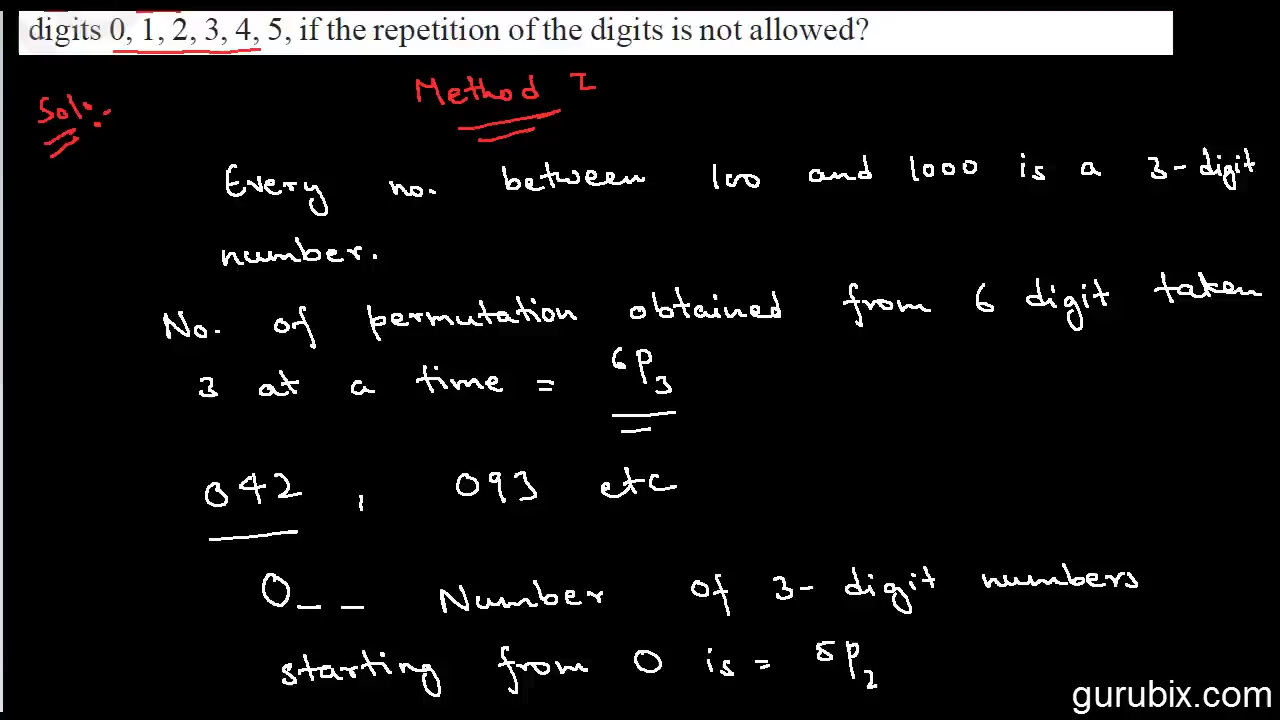 digits 0, 1, 2, 3, 4, 5, if the repetition of the digits is not allowed?
Method I
Sol:-
Every no. between 100 and 1000 is a 3-digit
number.
No. of permutation obtained from 6 digit taken
3 at a time = 6P3
042 , 093 etc
0_ _ Number of 3-digit numbers
starting from 0 is = 5P2
gurubix.com